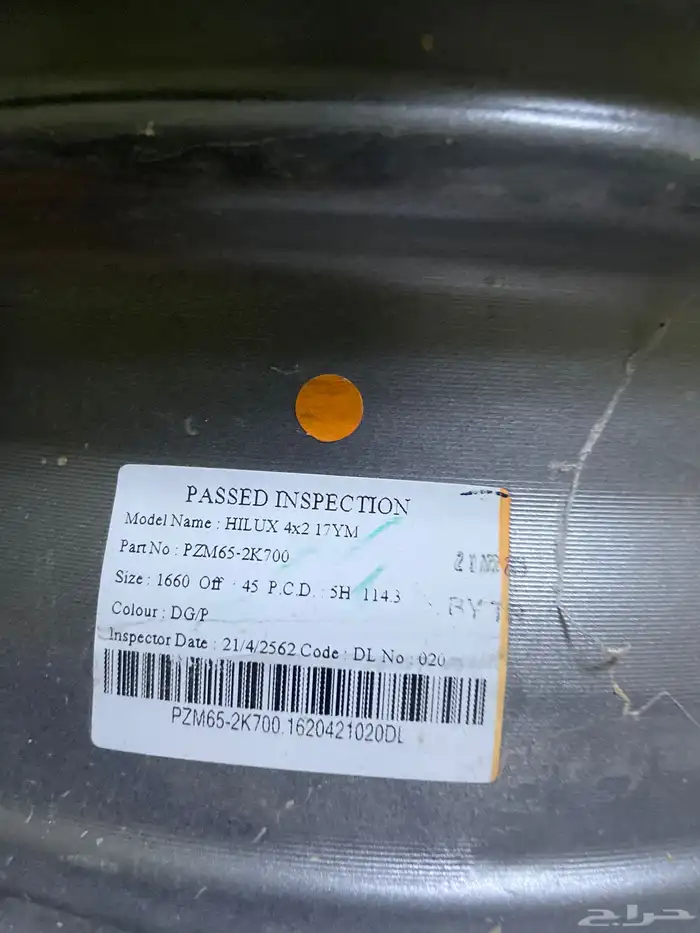 PASSED INSPECTION
Model Name : HILUX 4x2 17YM
Part No : PZM65-2K700
Size : 1660 Off : 45 P.C.D. : 5H 114.3
Colour : DG/P
Inspector Date : 21/4/2562 Code : DL No 020
PZM65-2K700 1620421020DL
حراج